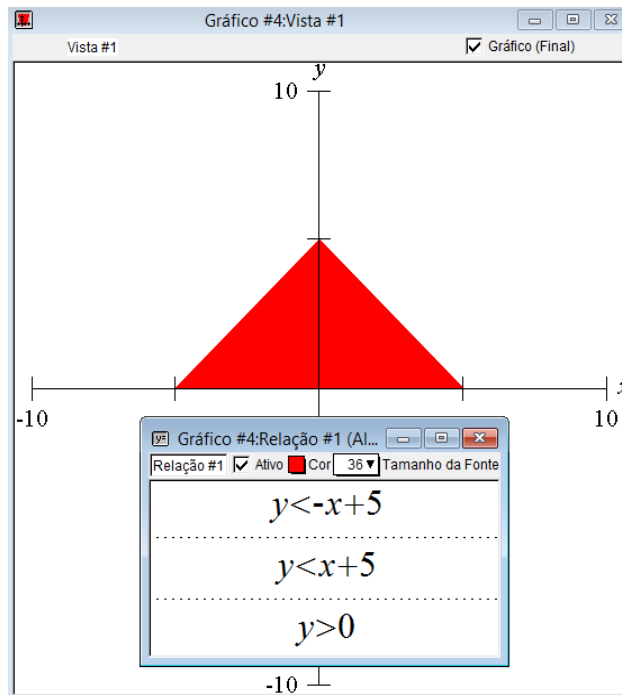 Gráfico #4:Vista #1
Vista #1
Gráfico (Final)
y
10
-10
10
x
Gráfico #4:Relação #1 (Al...
Relação #1 Ativo Cor 36 Tamanho da Fonte
y<-x+5
y<x+5
y>0
-10